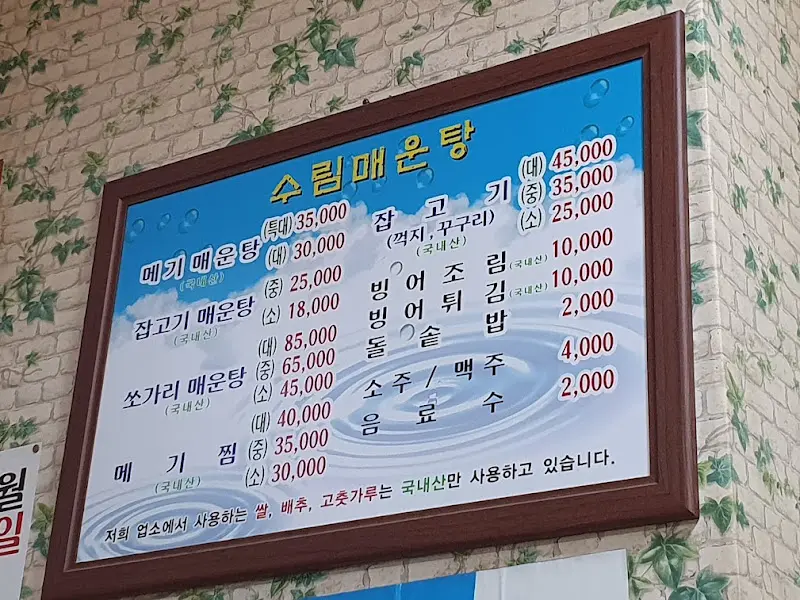 수림매운탕
메기 매운탕 (특대) 35,000
(국내산) (대) 30,000
잡고기 매운탕 (중) 25,000
(국내산) (소) 18,000
쏘가리 매운탕 (대) 85,000
(국내산) (중) 65,000
(소) 45,000
메기찜 (대) 40,000
(국내산) (중) 35,000
(소) 30,000
잡고기 (대) 45,000
(꺽지,꾸구리) (중) 35,000
(국내산) (소) 25,000
빙어조림 (국내산) 10,000
빙어튀김 (국내산) 10,000
돌솥밥 2,000
소주/맥주 4,000
음료수 2,000
저희 업소에서 사용하는 쌀, 배추, 고춧가루는 국내산만 사용하고 있습니다.
월
일